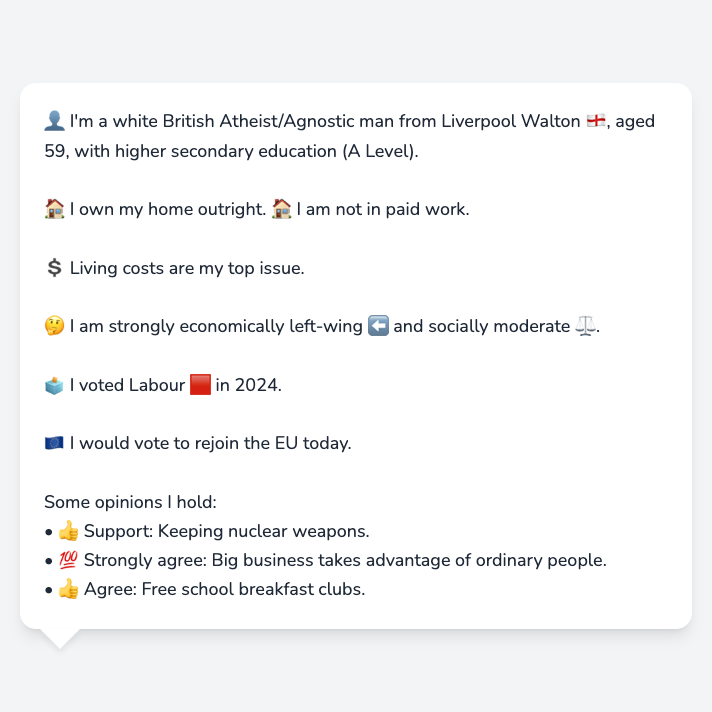 👤 I'm a white British Atheist/Agnostic man from Liverpool Walton 🏴󠁧󠁢󠁥󠁮󠁧󠁿, aged
59, with higher secondary education (A Level).
🏠 I own my home outright. 🏠 I am not in paid work.
💲 Living costs are my top issue.
🤔 I am strongly economically left-wing ⬅️ and socially moderate ⚖️.
🗳️ I voted Labour 🟥 in 2024.
🇪🇺 I would vote to rejoin the EU today.
Some opinions I hold:
• 👍 Support: Keeping nuclear weapons.
• 💯 Strongly agree: Big business takes advantage of ordinary people.
• 👍 Agree: Free school breakfast clubs.